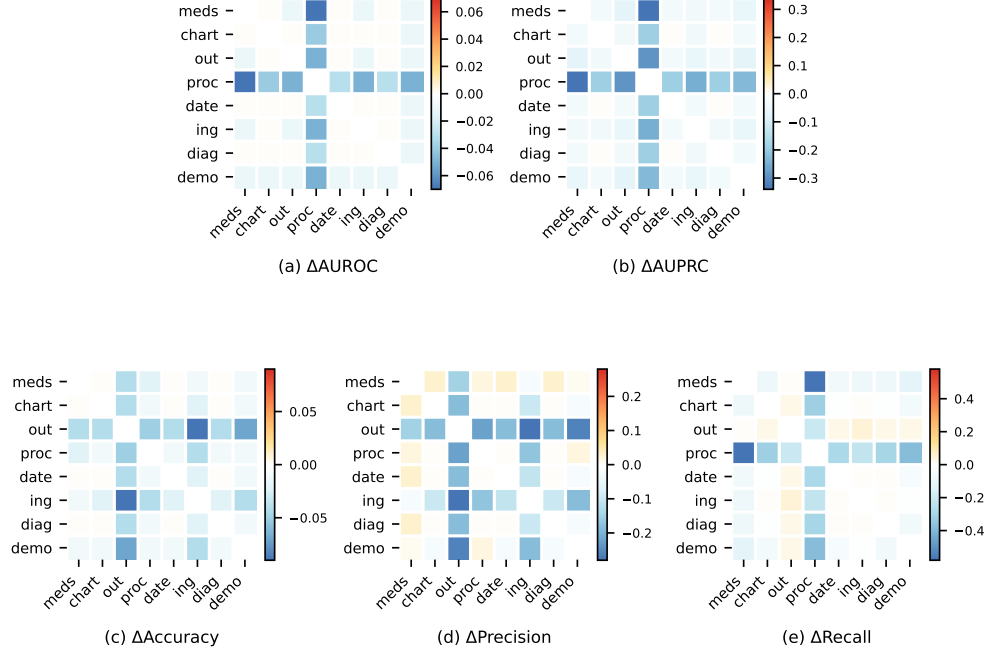 meds
chart
out
proc
date
ing
diag
demo
meds chart out proc date ing diag demo
0.06
0.04
0.02
0.00
−0.02
−0.04
−0.06
(a) ΔAUROC
meds
chart
out
proc
date
ing
diag
demo
meds chart out proc date ing diag demo
0.3
0.2
0.1
0.0
−0.1
−0.2
−0.3
(b) ΔAUPRC
meds
chart
out
proc
date
ing
diag
demo
meds chart out proc date ing diag demo
0.05
0.00
−0.05
(c) ΔAccuracy
meds
chart
out
proc
date
ing
diag
demo
meds chart out proc date ing diag demo
0.2
0.1
0.0
−0.1
−0.2
(d) ΔPrecision
meds
chart
out
proc
date
ing
diag
demo
meds chart out proc date ing diag demo
0.4
0.2
0.0
−0.2
−0.4
(e) ΔRecall